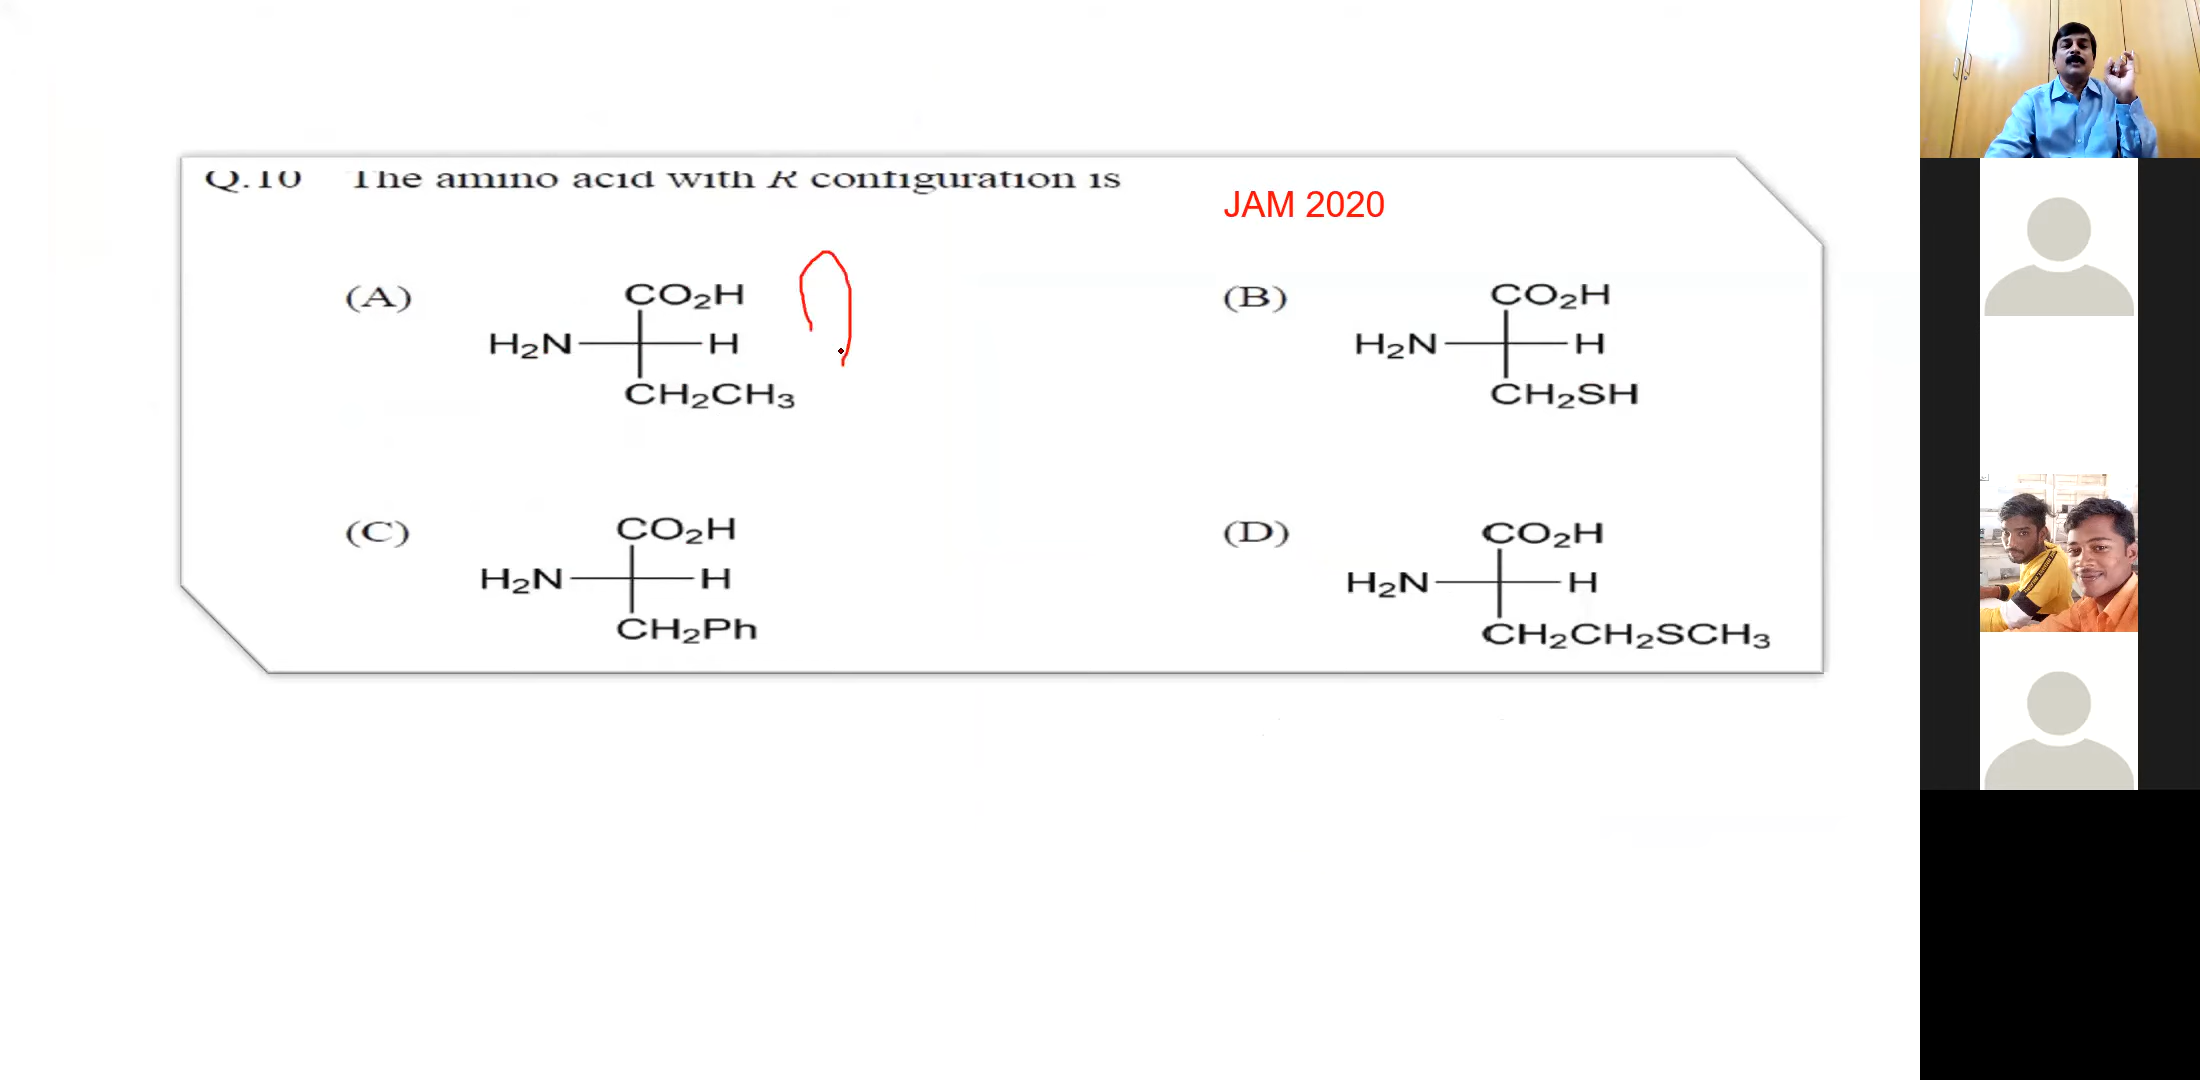 Q.10 The amino acid with R configuration is
JAM 2020
(A)
CO₂H
H₂N H
CH₂CH₃
(B)
CO₂H
H₂N H
CH₂SH
(C)
CO₂H
H₂N H
CH₂Ph
(D)
CO₂H
H₂N H
CH₂CH₂SCH₃